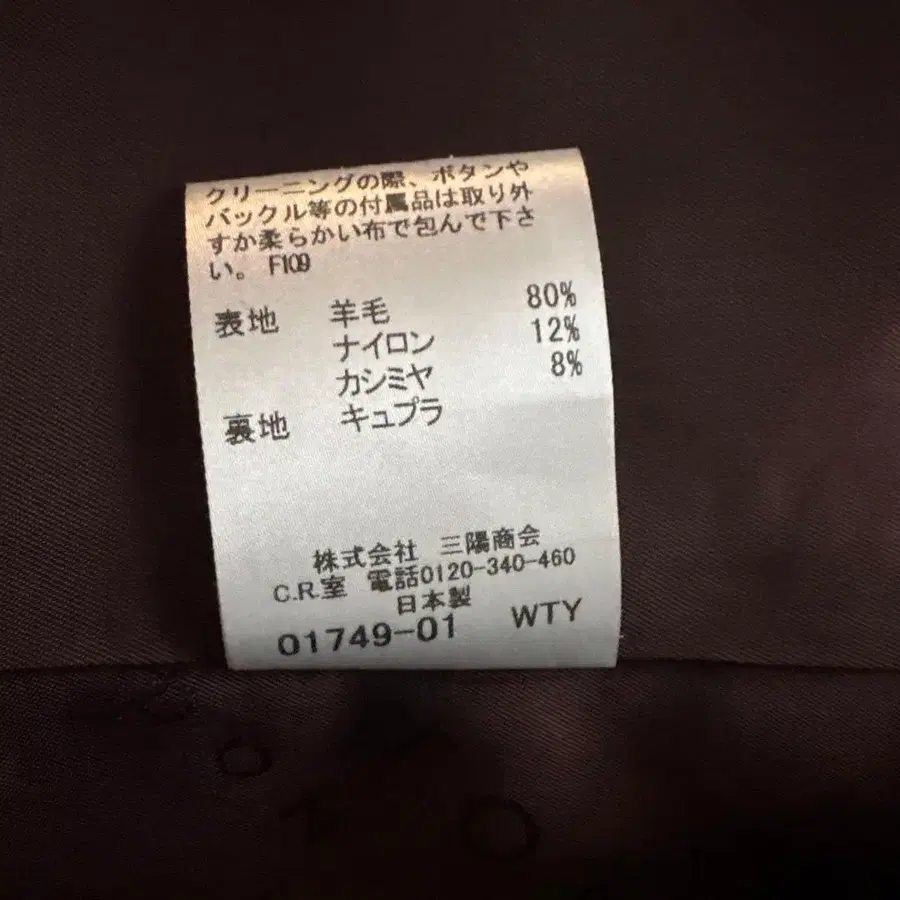 クリーニングの際、ボタンや
バックル等の付属品は取り外
すか柔らかい布で包んで下さ
い。 F109
表地 羊毛 80%
ナイロン 12%
カシミヤ 8%
裏地 キュプラ
株式会社 三陽商会
C.R.室 電話0120-340-460
日本製
01749-01 WTY